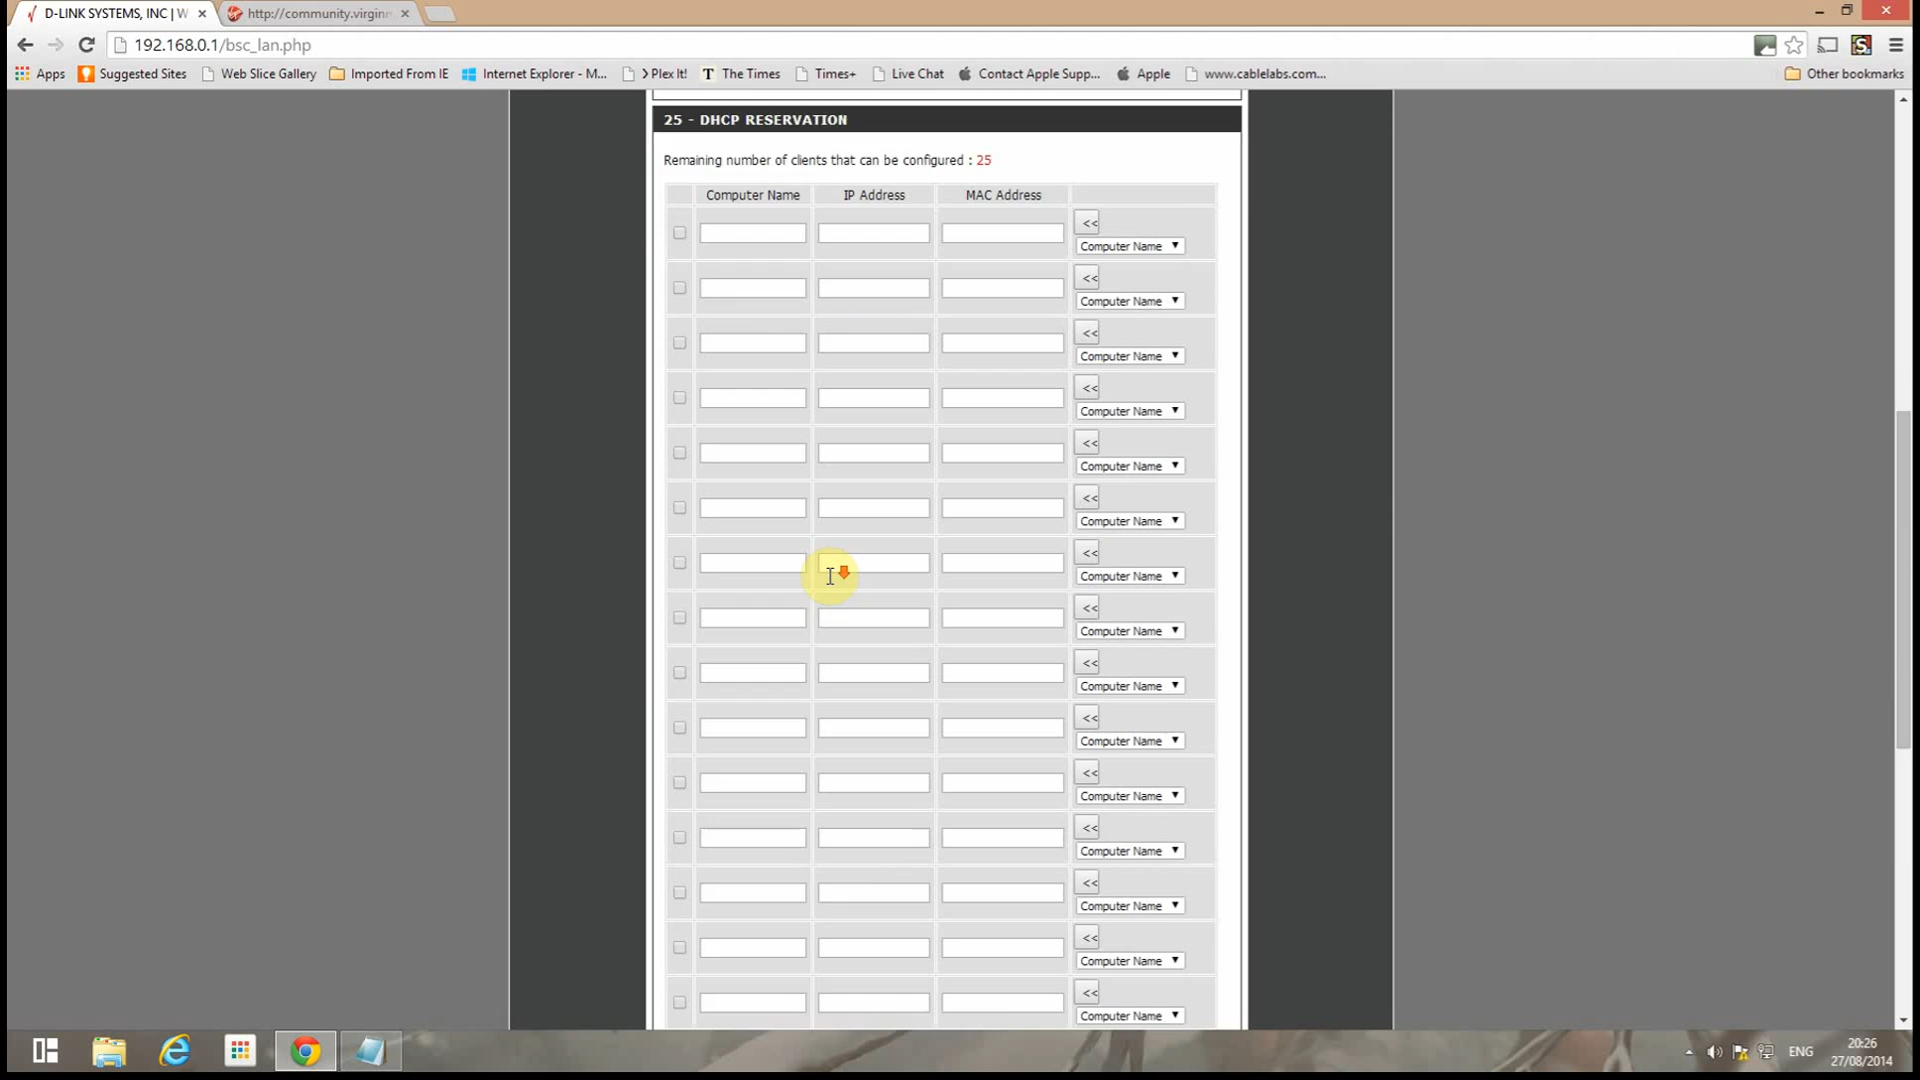 D-LINK SYSTEMS, INC | W
http://community.virginm
192.168.0.1/bsc_lan.php
Apps
Suggested Sites
Web Slice Gallery
Imported From IE
Internet Explorer - M...
Plex It!
The Times
Times+
Live Chat
Contact Apple Supp...
Apple
www.cablelabs.com...
Other bookmarks
25 - DHCP RESERVATION
Remaining number of clients that can be configured : 25
Computer Name IP Address MAC Address
<<
Computer Name
<<
Computer Name
<<
Computer Name
<<
Computer Name
<<
Computer Name
<<
Computer Name
<<
Computer Name
<<
Computer Name
<<
Computer Name
<<
Computer Name
<<
Computer Name
<<
Computer Name
<<
Computer Name
<<
Computer Name
<<
Computer Name
ENG
20:26
27/08/2014